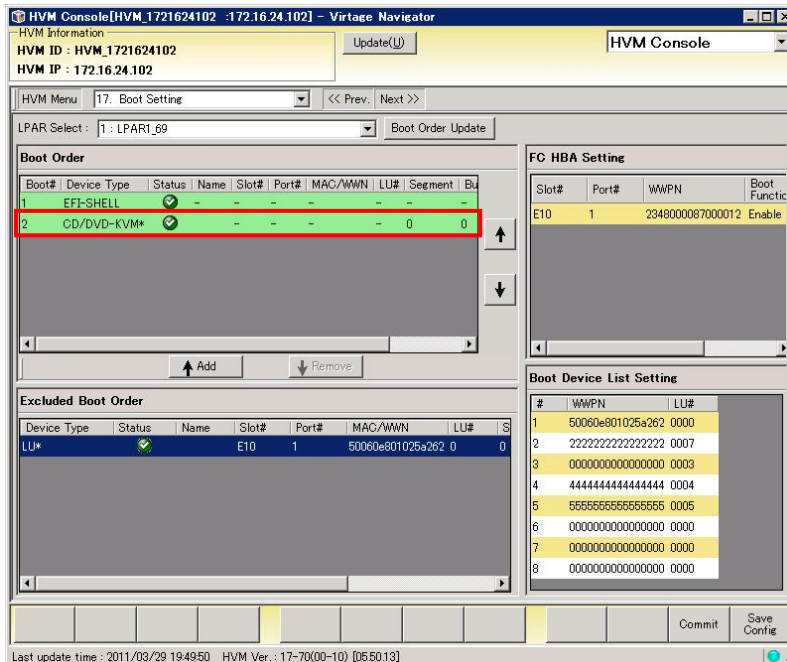 HVM Console[HVM_1721624102 :172.16.24.102] - Virtage Navigator
HVM Information
HVM ID : HVM_1721624102
HVM IP : 172.16.24.102
Update(U)
HVM Console
HVM Menu 17. Boot Setting << Prev. Next >>
LPAR Select : 1 : LPAR1_69 Boot Order Update
Boot Order
Boot# Device Type Status Name Slot# Port# MAC/WWN LU# Segment Bu
1 EFI-SHELL - - - - - - -
2 CD/DVD-KVM* - - - - 0 0
Add Remove
Excluded Boot Order
Device Type Status Name Slot# Port# MAC/WWN LU# S
LU* E10 1 50060e801025a262 0 0
FC HBA Setting
Slot# Port# WWPN Boot Functic
E10 1 2348000087000012 Enable
Boot Device List Setting
# WWPN LU#
1 50060e801025a262 0000
2 2222222222222222 0007
3 0000000000000000 0003
4 4444444444444444 0004
5 5555555555555555 0005
6 0000000000000000 0000
7 0000000000000000 0000
8 0000000000000000 0000
Commit Save Config
Last update time : 2011/03/29 19:49:50 HVM Ver. : 17-70(00-10) [05.50.13]